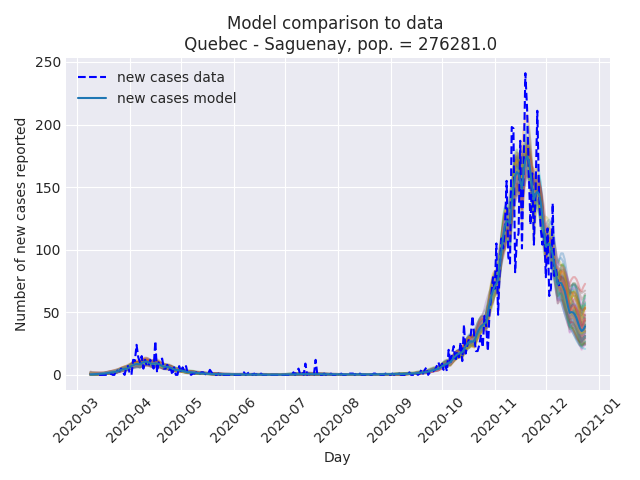 Model comparison to data
Quebec - Saguenay, pop. = 276281.0
new cases data
new cases model
Number of new cases reported
250
200
150
100
50
0
2020-03
2020-04
2020-05
2020-06
2020-07
2020-08
2020-09
2020-10
2020-11
2020-12
2021-01
Day